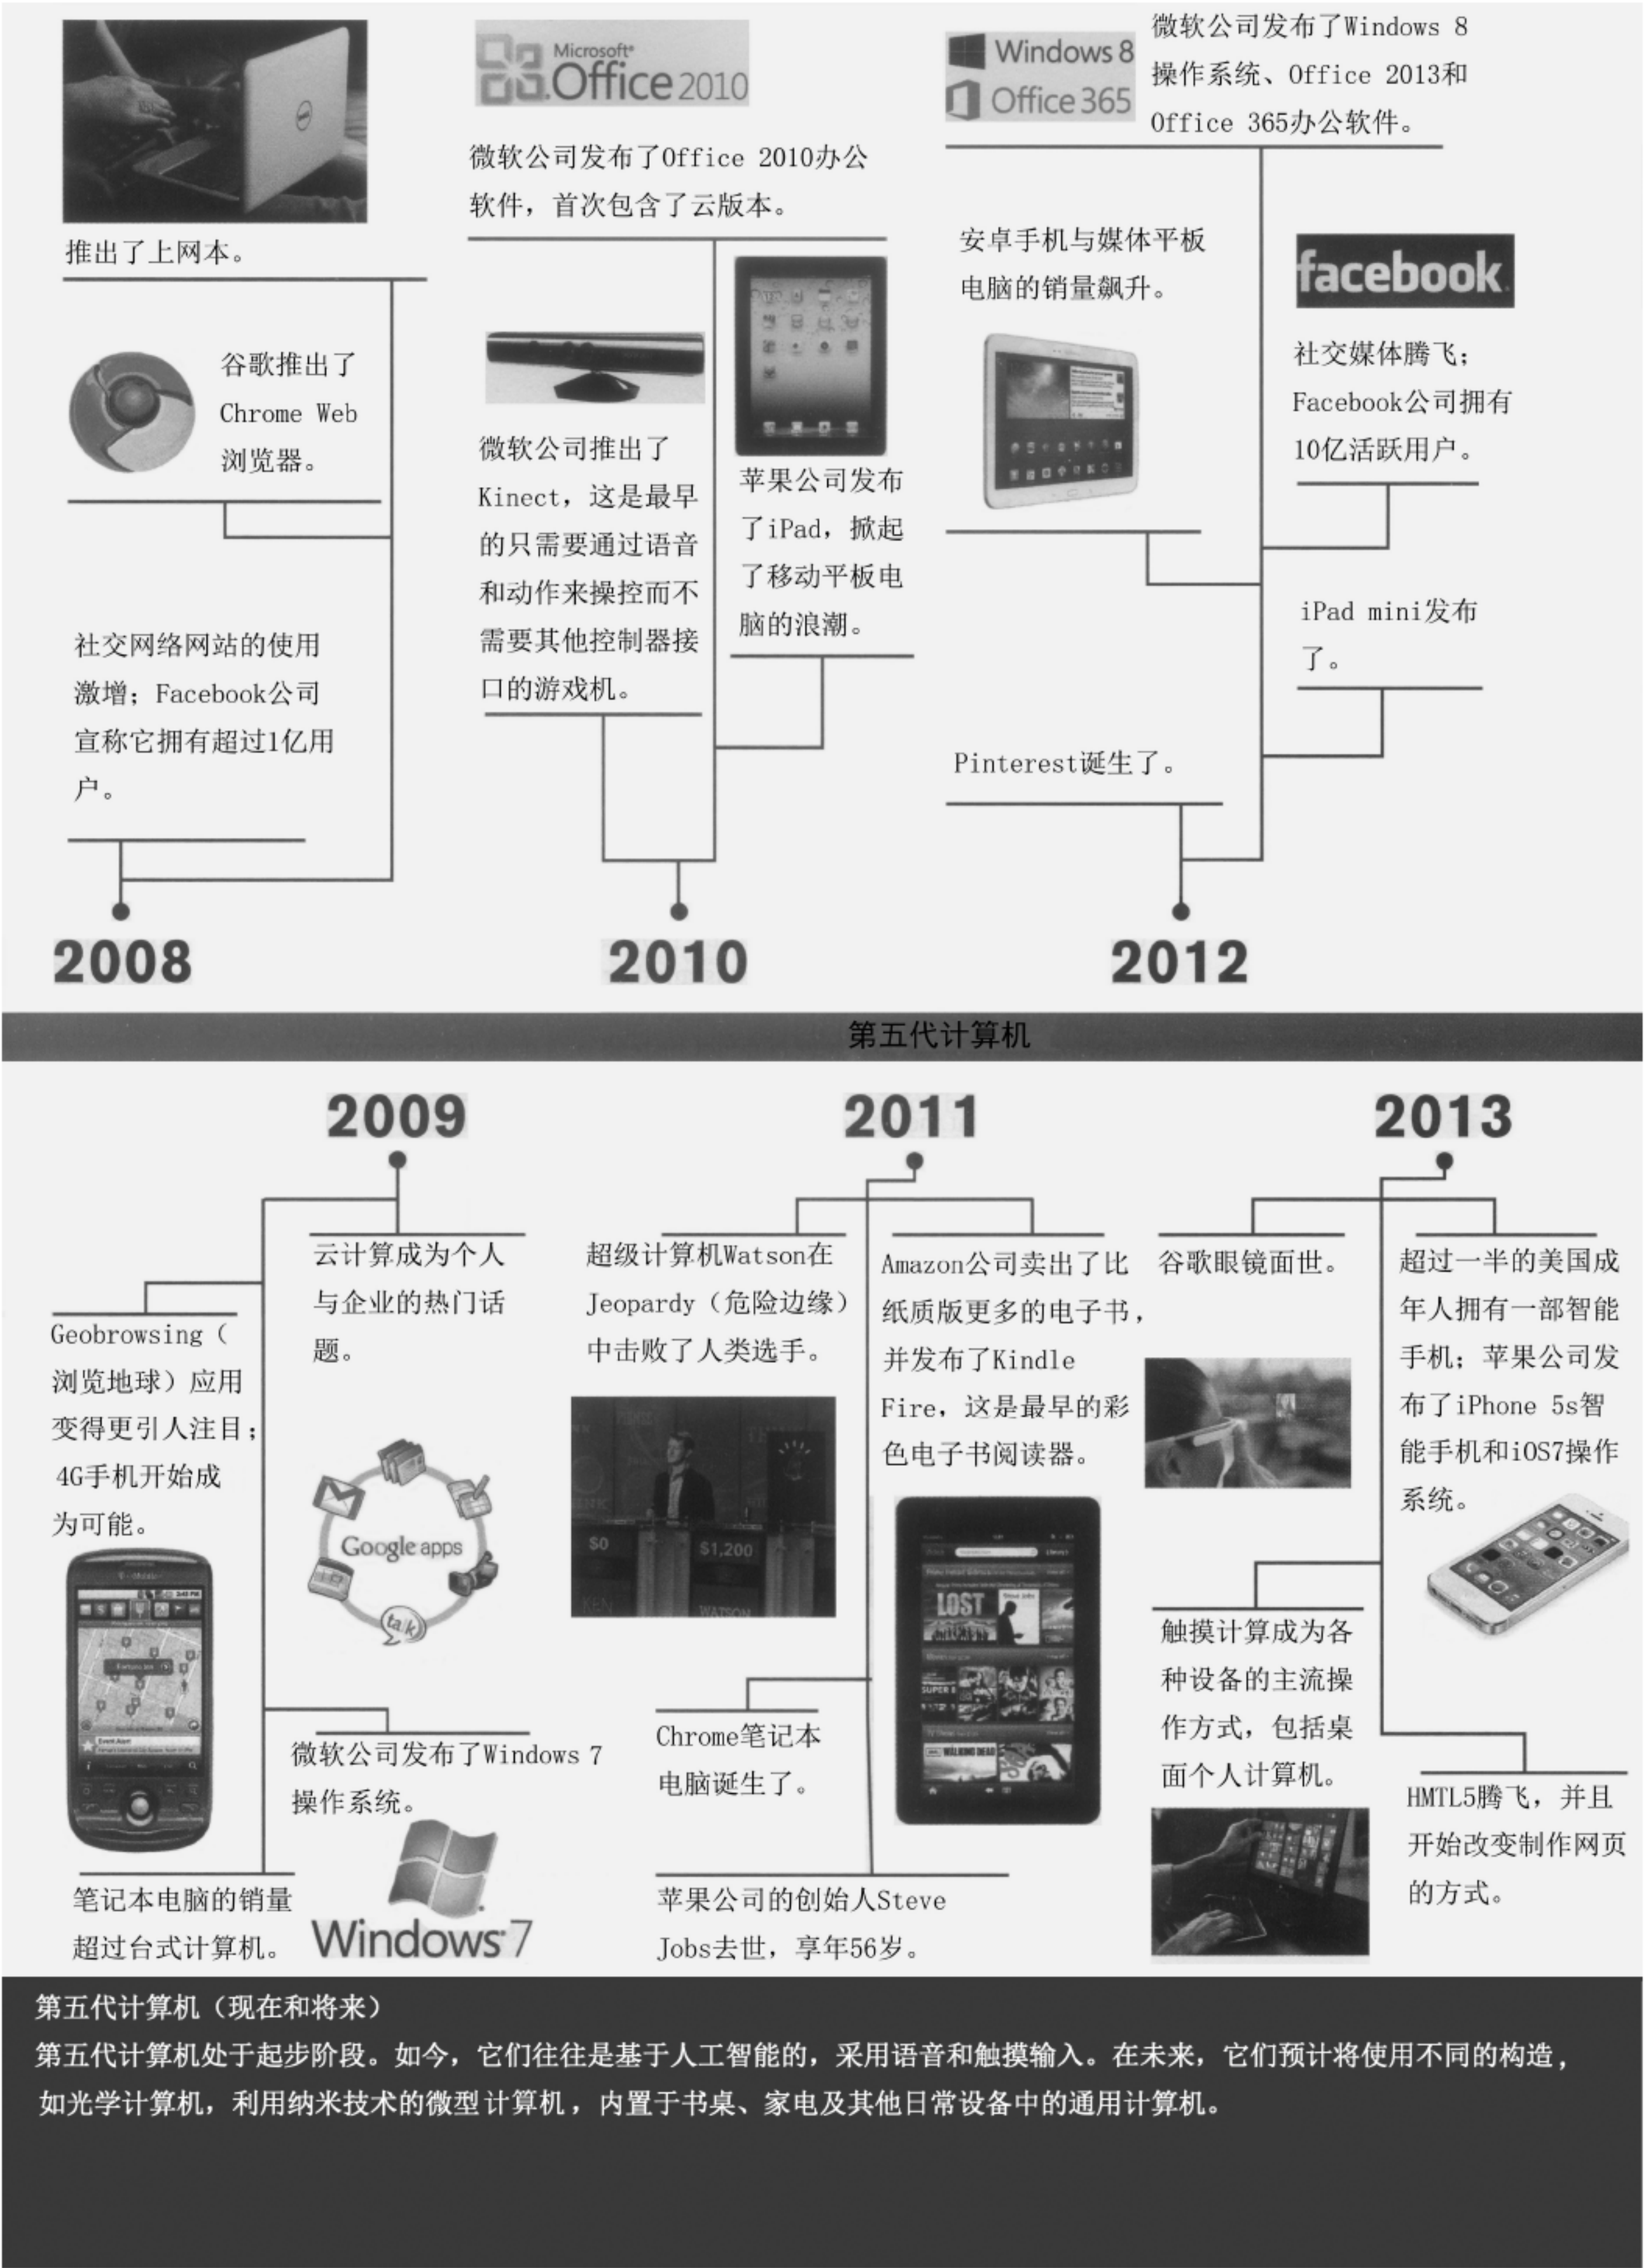 推出了上网本。
谷歌推出了
Chrome Web
浏览器。
社交网络网站的使用
激增；Facebook公司
宣称它拥有超过1亿用
户。
2008
Microsoft®
Office 2010
微软公司发布了Office 2010办公
软件，首次包含了云版本。
微软公司推出了
Kinect，这是最早
的只需要通过语音
和动作来操控而不
需要其他控制器接
口的游戏机。
苹果公司发布
了iPad，掀起
了移动平板电
脑的浪潮。
2010
Windows 8
Office 365
微软公司发布了Windows 8
操作系统、Office 2013和
Office 365办公软件。
安卓手机与媒体平板
电脑的销量飙升。
facebook
社交媒体腾飞；
Facebook公司拥有
10亿活跃用户。
iPad mini发布
了。
Pinterest诞生了。
2012
第五代计算机
2009
云计算成为个人
与企业的热门话
题。
Geobrowsing（
浏览地球）应用
变得更引人注目；
4G手机开始成
为可能。
Google apps
talk
微软公司发布了Windows 7
操作系统。
Windows 7
笔记本电脑的销量
超过台式计算机。
2011
超级计算机Watson在
Jeopardy（危险边缘）
中击败了人类选手。
$0
$1,200
KEN
WATSON
Amazon公司卖出了比
纸质版更多的电子书，
并发布了Kindle
Fire，这是最早的彩
色电子书阅读器。
LOST
SUPER 8
WALKING DEAD
Chrome笔记本
电脑诞生了。
苹果公司的创始人Steve
Jobs去世，享年56岁。
2013
谷歌眼镜面世。
超过一半的美国成
年人拥有一部智能
手机；苹果公司发
布了iPhone 5s智
能手机和iOS7操作
系统。
触摸计算成为各
种设备的主流操
作方式，包括桌
面个人计算机。
HMTL5腾飞，并且
开始改变制作网页
的方式。
第五代计算机（现在和将来）
第五代计算机处于起步阶段。如今，它们往往是基于人工智能的，采用语音和触摸输入。在未来，它们预计将使用不同的构造，
如光学计算机，利用纳米技术的微型计算机，内置于书桌、家电及其他日常设备中的通用计算机。